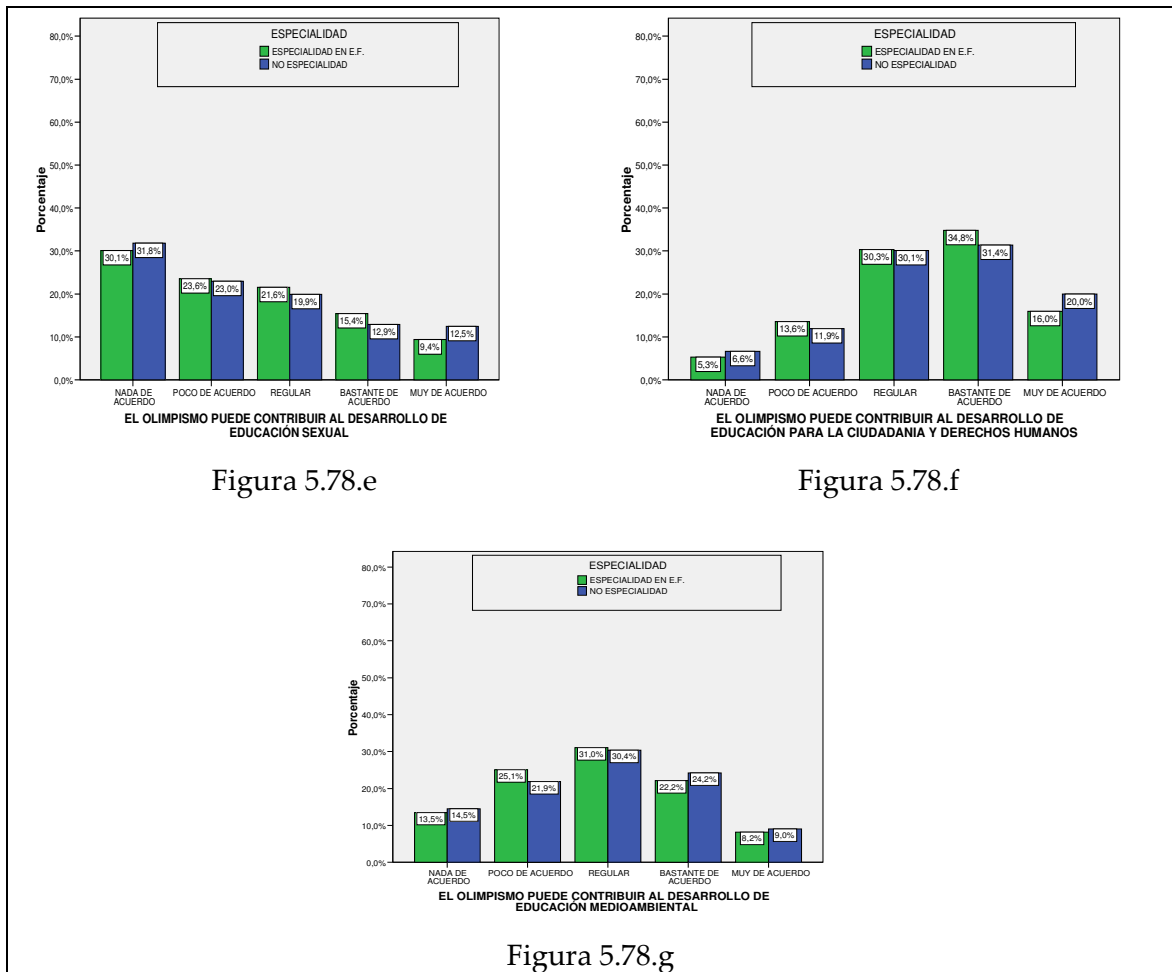 ESPECIALIDAD
ESPECIALIDAD EN E.F.
NO ESPECIALIDAD
80,0%
70,0%
60,0%
50,0%
40,0%
30,0%
20,0%
10,0%
0,0%
Porcentaje
30,1%
31,8%
23,6%
23,0%
21,6%
19,9%
15,4%
12,9%
9,4%
12,5%
NADA DE ACUERDO
POCO DE ACUERDO
REGULAR
BASTANTE DE ACUERDO
MUY DE ACUERDO
EL OLIMPISMO PUEDE CONTRIBUIR AL DESARROLLO DE
EDUCACIÓN SEXUAL
Figura 5.78.e
ESPECIALIDAD
ESPECIALIDAD EN E.F.
NO ESPECIALIDAD
80,0%
70,0%
60,0%
50,0%
40,0%
30,0%
20,0%
10,0%
0,0%
Porcentaje
5,3%
6,6%
13,6%
11,9%
30,3%
30,1%
34,8%
31,4%
16,0%
20,0%
NADA DE ACUERDO
POCO DE ACUERDO
REGULAR
BASTANTE DE ACUERDO
MUY DE ACUERDO
EL OLIMPISMO PUEDE CONTRIBUIR AL DESARROLLO DE
EDUCACIÓN PARA LA CIUDADANIA Y DERECHOS HUMANOS
Figura 5.78.f
ESPECIALIDAD
ESPECIALIDAD EN E.F.
NO ESPECIALIDAD
80,0%
70,0%
60,0%
50,0%
40,0%
30,0%
20,0%
10,0%
0,0%
Porcentaje
13,5%
14,5%
25,1%
21,9%
31,0%
30,4%
22,2%
24,2%
8,2%
9,0%
NADA DE ACUERDO
POCO DE ACUERDO
REGULAR
BASTANTE DE ACUERDO
MUY DE ACUERDO
EL OLIMPISMO PUEDE CONTRIBUIR AL DESARROLLO DE
EDUCACIÓN MEDIOAMBIENTAL
Figura 5.78.g